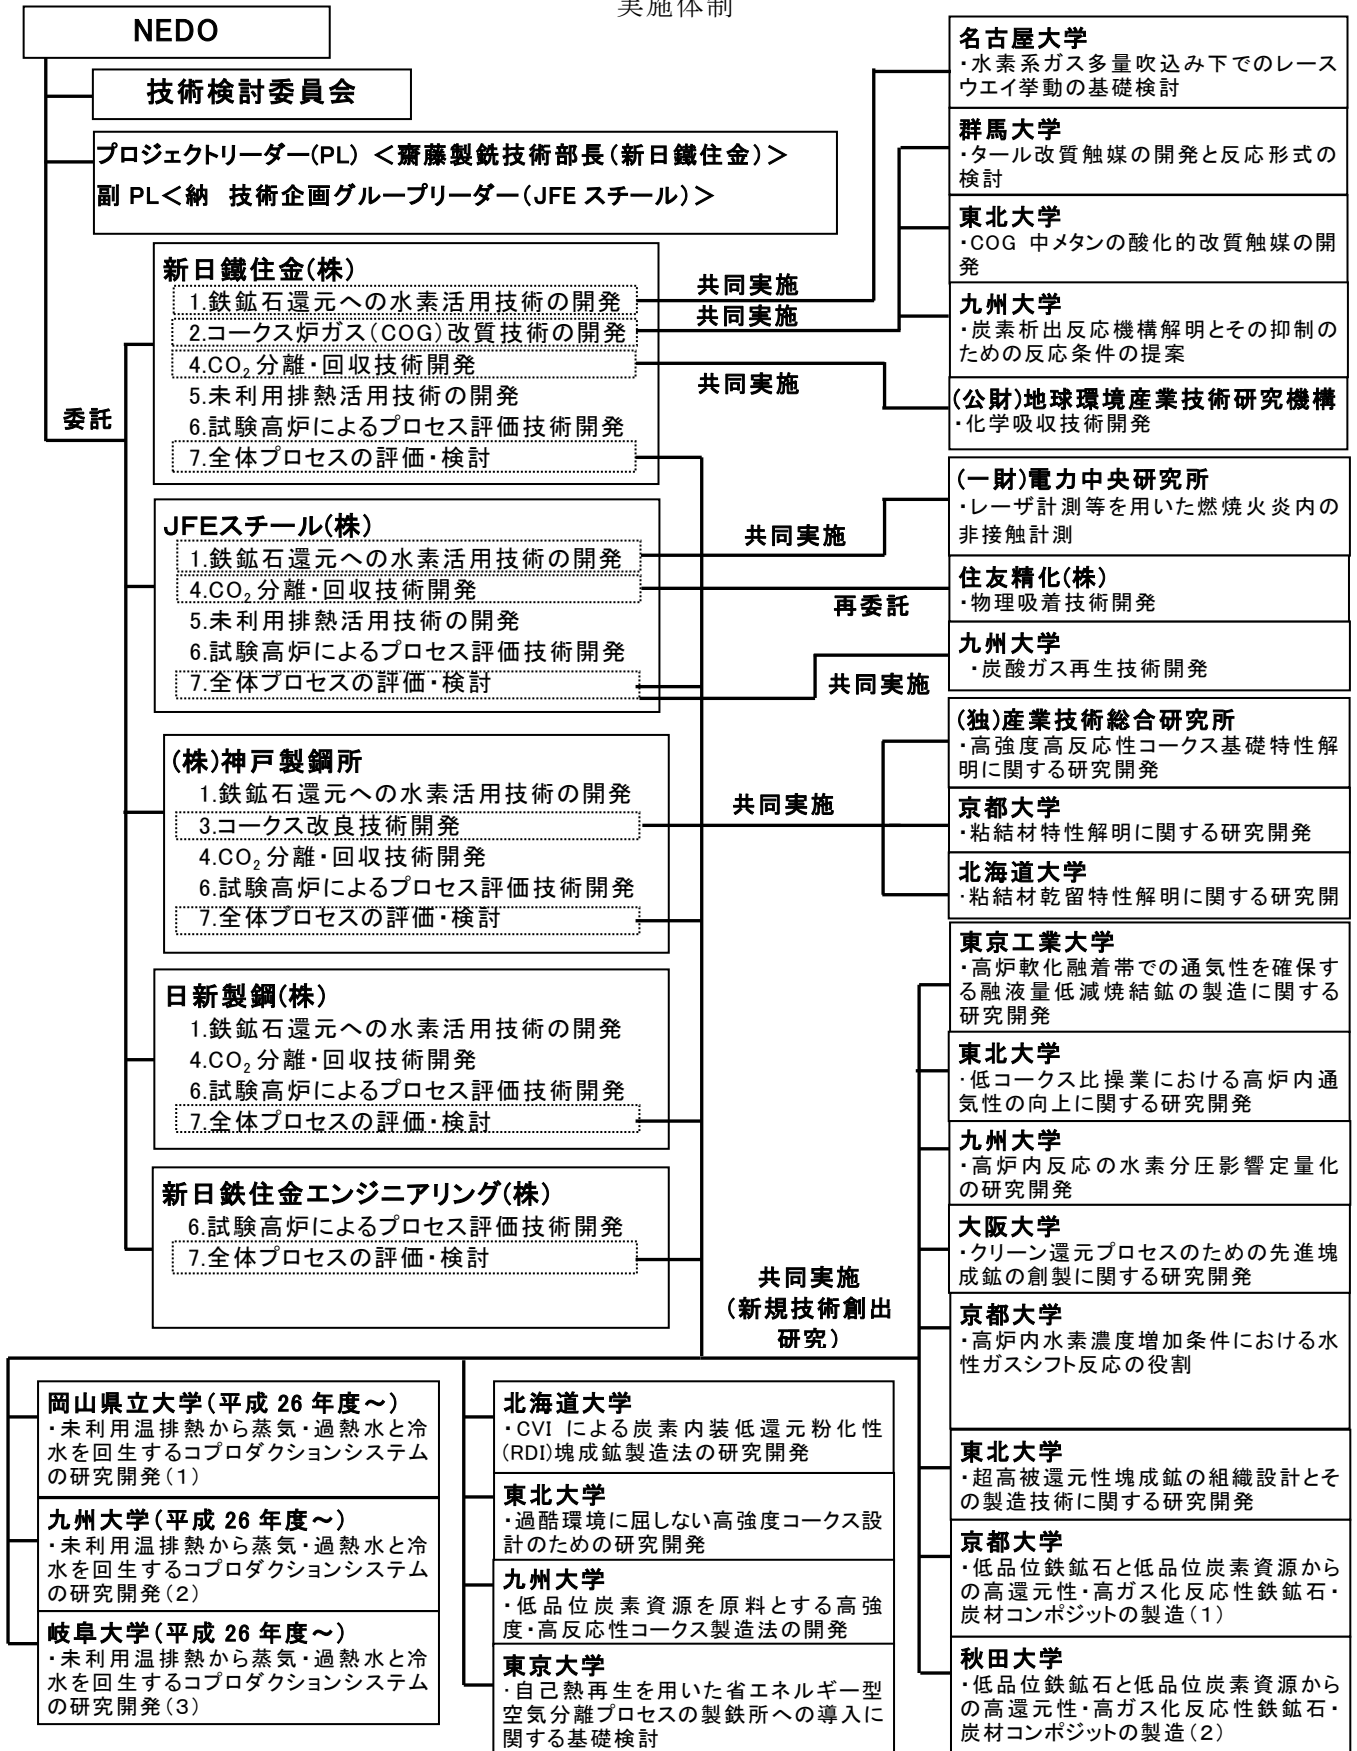 実施体制
NEDO
技術検討委員会
プロジェクトリーダー(PL) <齋藤製銑技術部長(新日鐵住金)>
副 PL<納 技術企画グループリーダー(JFE スチール)>
委託
新日鐵住金(株)
1.鉄鉱石還元への水素活用技術の開発
2.コークス炉ガス(COG)改質技術の開発
4.CO₂分離・回収技術開発
5.未利用排熱活用技術の開発
6.試験高炉によるプロセス評価技術開発
7.全体プロセスの評価・検討
共同実施
共同実施
共同実施
名古屋大学
・水素系ガス多量吹込み下でのレース
ウエイ挙動の基礎検討
群馬大学
・タール改質触媒の開発と反応形式の
検討
東北大学
・COG 中メタンの酸化的改質触媒の開
発
九州大学
・炭素析出反応機構解明とその抑制の
ための反応条件の提案
(公財)地球環境産業技術研究機構
・化学吸収技術開発
JFEスチール(株)
1.鉄鉱石還元への水素活用技術の開発
4.CO₂分離・回収技術開発
5.未利用排熱活用技術の開発
6.試験高炉によるプロセス評価技術開発
7.全体プロセスの評価・検討
共同実施
再委託
共同実施
(一財)電力中央研究所
・レーザ計測等を用いた燃焼火炎内の
非接触計測
住友精化(株)
・物理吸着技術開発
九州大学
・炭酸ガス再生技術開発
(株)神戸製鋼所
1.鉄鉱石還元への水素活用技術の開発
3.コークス改良技術開発
4.CO₂分離・回収技術開発
6.試験高炉によるプロセス評価技術開発
7.全体プロセスの評価・検討
共同実施
(独)産業技術総合研究所
・高強度高反応性コークス基礎特性解
明に関する研究開発
京都大学
・粘結材特性解明に関する研究開発
北海道大学
・粘結材乾留特性解明に関する研究開
日新製鋼(株)
1.鉄鉱石還元への水素活用技術の開発
4.CO₂分離・回収技術開発
6.試験高炉によるプロセス評価技術開発
7.全体プロセスの評価・検討
新日鉄住金エンジニアリング(株)
6.試験高炉によるプロセス評価技術開発
7.全体プロセスの評価・検討
共同実施
(新規技術創出
研究)
東京工業大学
・高炉軟化融着帯での通気性を確保す
る融液量低減焼結鉱の製造に関する
研究開発
東北大学
・低コークス比操業における高炉内通
気性の向上に関する研究開発
九州大学
・高炉内反応の水素分圧影響定量化
の研究開発
大阪大学
・クリーン還元プロセスのための先進塊
成鉱の創製に関する研究開発
京都大学
・高炉内水素濃度増加条件における水
性ガスシフト反応の役割
東北大学
・超高被還元性塊成鉱の組織設計とそ
の製造技術に関する研究開発
京都大学
・低品位鉄鉱石と低品位炭素資源から
の高還元性・高ガス化反応性鉄鉱石・
炭材コンポジットの製造(1)
秋田大学
・低品位鉄鉱石と低品位炭素資源から
の高還元性・高ガス化反応性鉄鉱石・
炭材コンポジットの製造(2)
岡山県立大学(平成 26 年度~)
・未利用温排熱から蒸気・過熱水と冷
水を回生するコプロダクションシステム
の研究開発(1)
九州大学(平成 26 年度~)
・未利用温排熱から蒸気・過熱水と冷
水を回生するコプロダクションシステム
の研究開発(2)
岐阜大学(平成 26 年度~)
・未利用温排熱から蒸気・過熱水と冷
水を回生するコプロダクションシステム
の研究開発(3)
北海道大学
・CVI による炭素内装低還元粉化性
(RDI)塊成鉱製造法の研究開発
東北大学
・過酷環境に屈しない高強度コークス設
計のための研究開発
九州大学
・低品位炭素資源を原料とする高強
度・高反応性コークス製造法の開発
東京大学
・自己熱再生を用いた省エネルギー型
空気分離プロセスの製鉄所への導入に
関する基礎検討